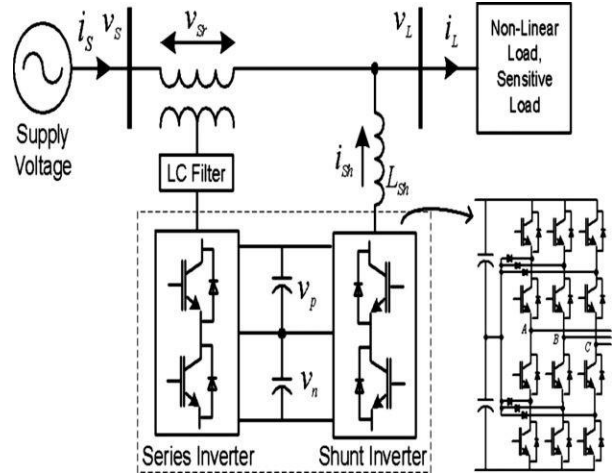 i_S
v_S
v_Sr
v_L
i_L
Non-Linear
Load,
Sensitive
Load
Supply
Voltage
LC Filter
i_Sh
L_Sh
v_p
v_n
A
B
C
Series Inverter
Shunt Inverter